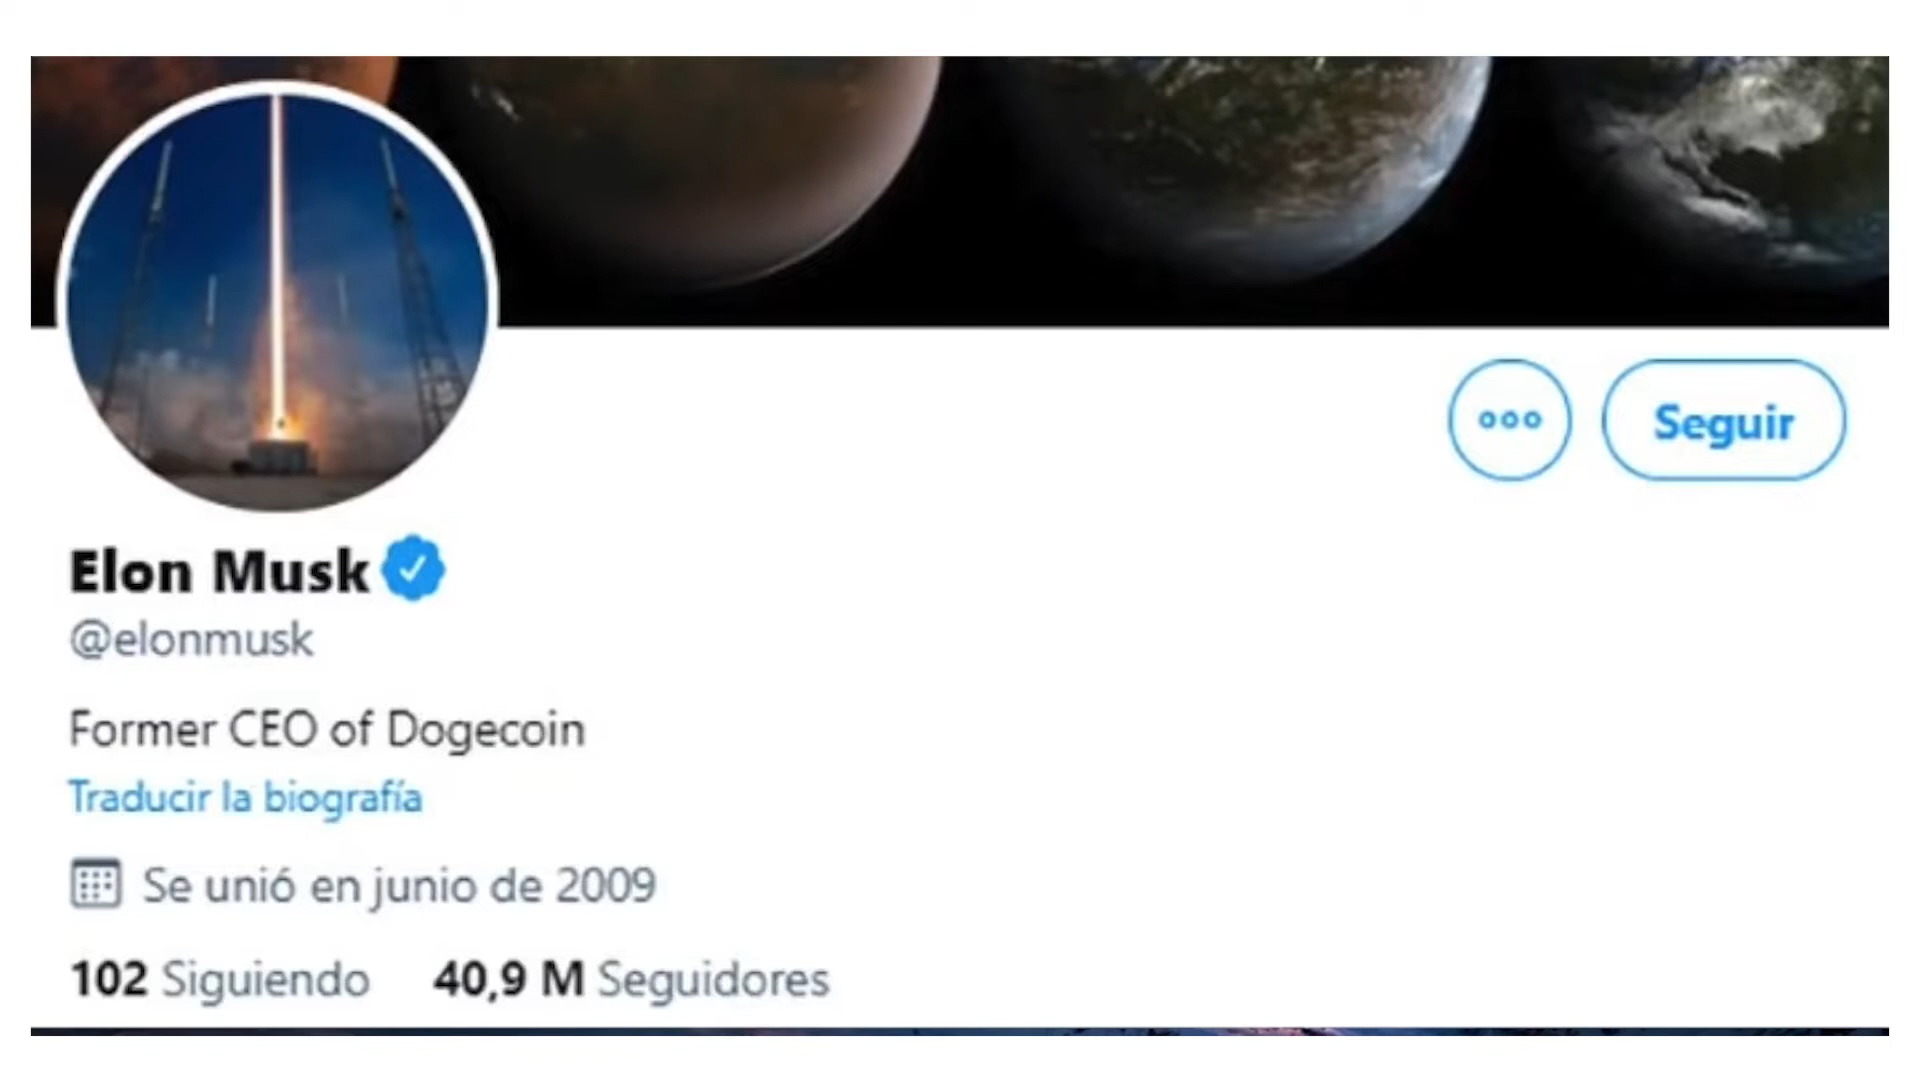 Seguir
Elon Musk
@elonmusk
Former CEO of Dogecoin
Traducir la biografía
Se unió en junio de 2009
102 Siguiendo 40,9 M Seguidores